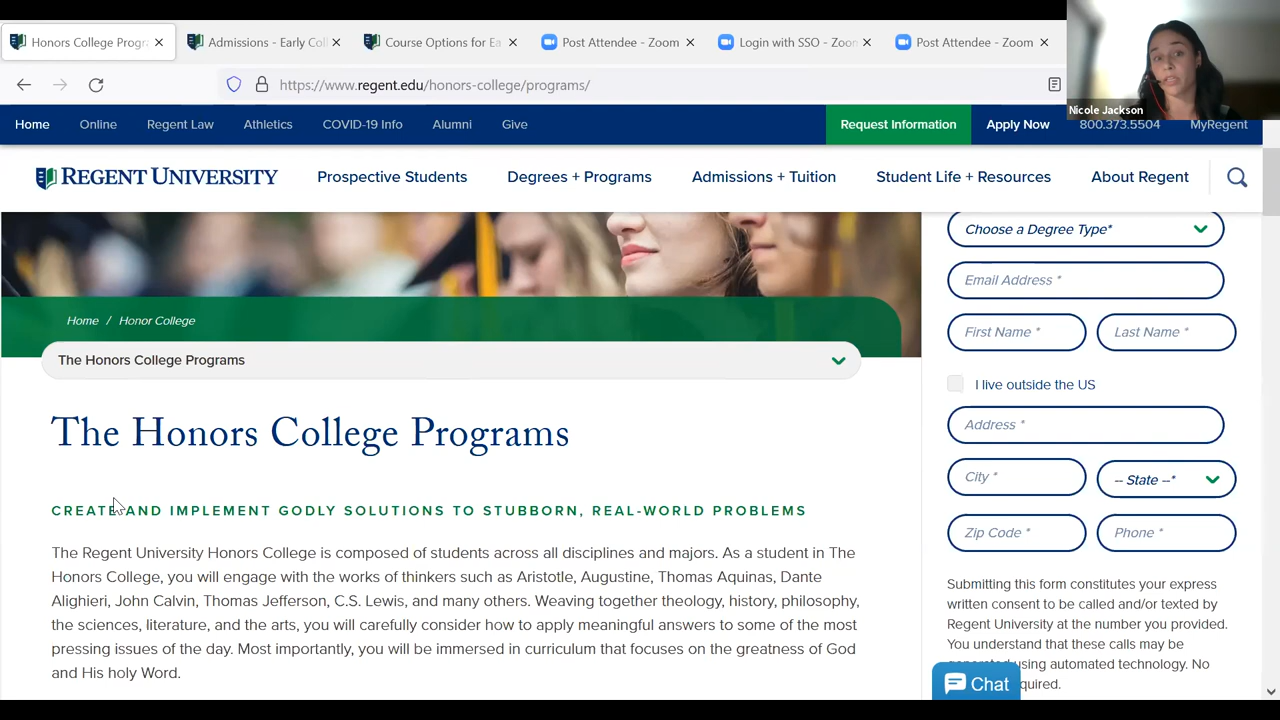 Honors College Progr
Admissions - Early Col
Course Options for Ea
Post Attendee - Zoom
Login with SSO - Zoon
Post Attendee - Zoom
Nicole Jackson
https://www.regent.edu/honors-college/programs/
Home Online Regent Law Athletics COVID-19 Info Alumni Give Request Information Apply Now 800.373.5504 MyRegent
REGENT UNIVERSITY Prospective Students Degrees + Programs Admissions + Tuition Student Life + Resources About Regent
Home / Honor College
The Honors College Programs
The Honors College Programs
CREATE AND IMPLEMENT GODLY SOLUTIONS TO STUBBORN, REAL-WORLD PROBLEMS
The Regent University Honors College is composed of students across all disciplines and majors. As a student in The
Honors College, you will engage with the works of thinkers such as Aristotle, Augustine, Thomas Aquinas, Dante
Alighieri, John Calvin, Thomas Jefferson, C.S. Lewis, and many others. Weaving together theology, history, philosophy,
the sciences, literature, and the arts, you will carefully consider how to apply meaningful answers to some of the most
pressing issues of the day. Most importantly, you will be immersed in curriculum that focuses on the greatness of God
and His holy Word.
Choose a Degree Type*
Email Address *
First Name * Last Name *
I live outside the US
Address *
City * -- State --*
Zip Code * Phone *
Submitting this form constitutes your express
written consent to be called and/or texted by
Regent University at the number you provided.
You understand that these calls may be
using automated technology. No
quired.
Chat